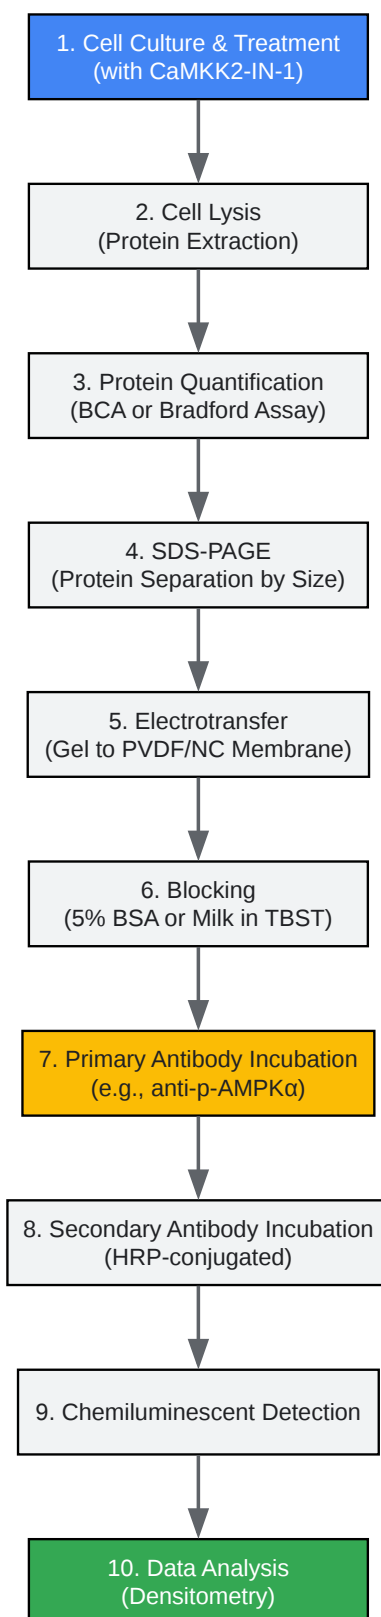 1. Cell Culture & Treatment
(with CaMKK2-IN-1)
2. Cell Lysis
(Protein Extraction)
3. Protein Quantification
(BCA or Bradford Assay)
4. SDS-PAGE
(Protein Separation by Size)
5. Electrotransfer
(Gel to PVDF/NC Membrane)
6. Blocking
(5% BSA or Milk in TBST)
7. Primary Antibody Incubation
(e.g., anti-p-AMPKα)
8. Secondary Antibody Incubation
(HRP-conjugated)
9. Chemiluminescent Detection
10. Data Analysis
(Densitometry)